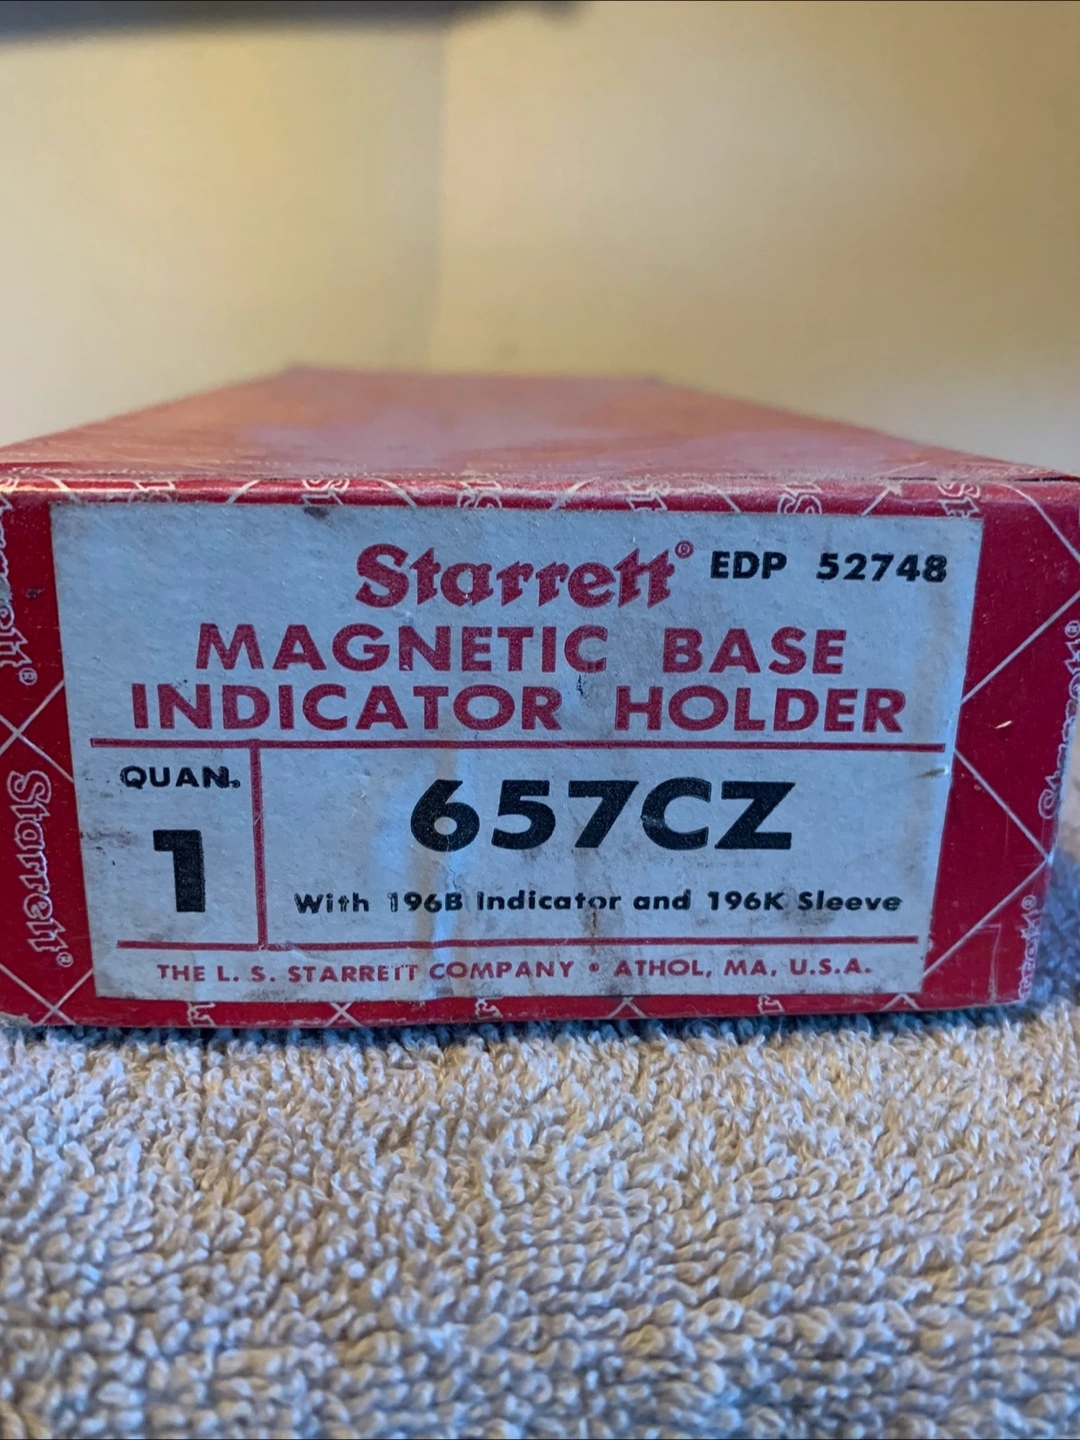 Starrett® EDP 52748
MAGNETIC BASE
INDICATOR HOLDER
QUAN.
1
657CZ
With 196B Indicator and 196K Sleeve
THE L. S. STARRETT COMPANY • ATHOL, MA, U.S.A.
Starrett®